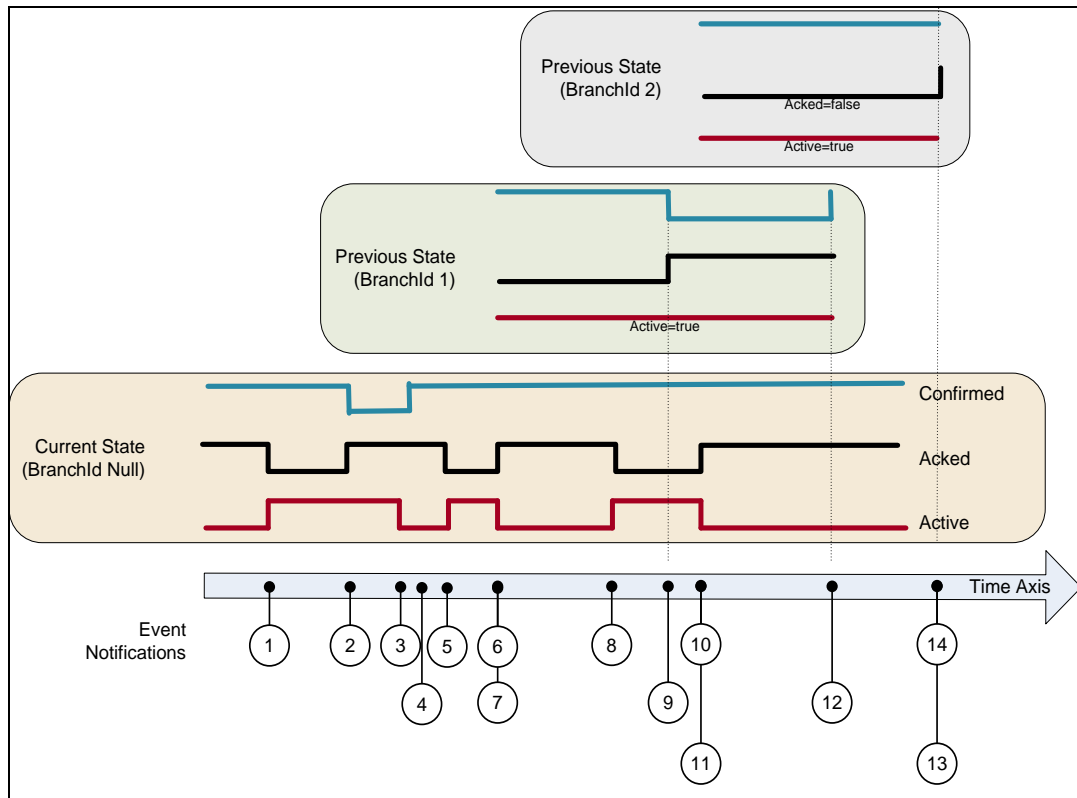 Previous State
(BranchId 2)
Acked=false
Active=true
Previous State
(BranchId 1)
Active=true
Current State
(BranchId Null)
Confirmed
Acked
Active
Time Axis
Event
Notifications
1
2
3
4
5
6
7
8
9
10
11
12
14
13